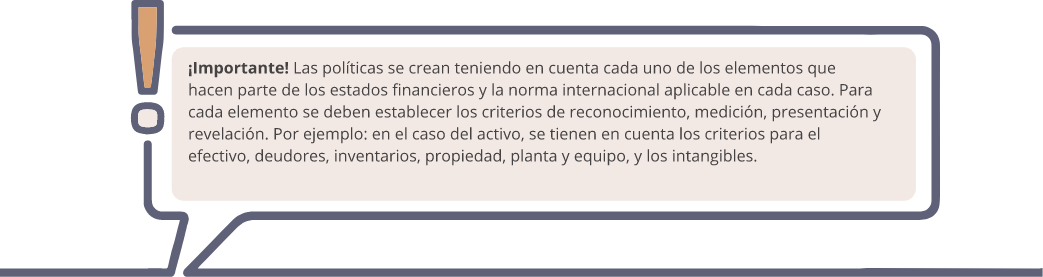 ¡Importante! Las políticas se crean teniendo en cuenta cada uno de los elementos que
hacen parte de los estados financieros y la norma internacional aplicable en cada caso. Para
cada elemento se deben establecer los criterios de reconocimiento, medición, presentación y
revelación. Por ejemplo: en el caso del activo, se tienen en cuenta los criterios para el
efectivo, deudores, inventarios, propiedad, planta y equipo, y los intangibles.